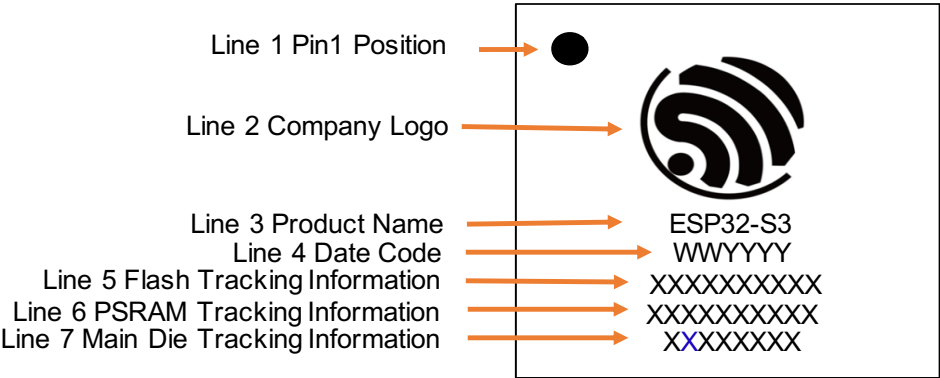 Line 1 Pin1 Position
Line 2 Company Logo
Line 3 Product Name ESP32-S3
Line 4 Date Code WWYYYY
Line 5 Flash Tracking Information XXXXXXXXXX
Line 6 PSRAM Tracking Information XXXXXXXXXX
Line 7 Main Die Tracking Information XXXXXXXX